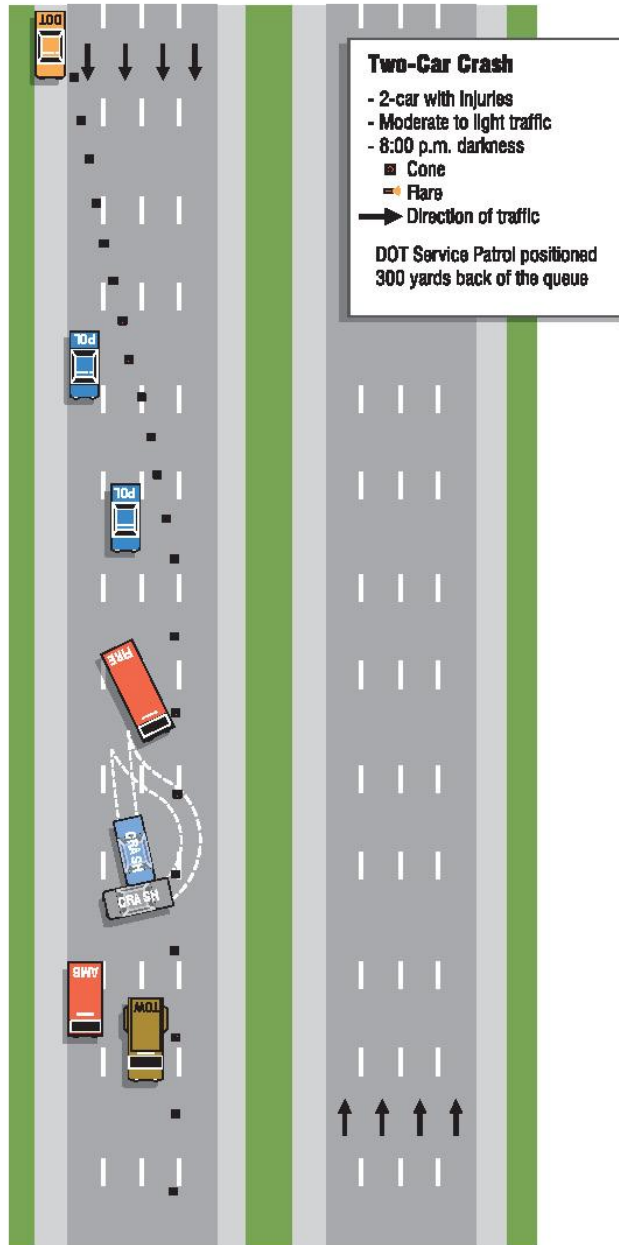 DOT
Two-Car Crash
- 2-car with injuries
- Moderate to light traffic
- 8:00 p.m. darkness
Cone
Flare
Direction of traffic
DOT Service Patrol positioned
300 yards back of the queue
POL
POL
FIRE
CRASH
CRASH
AMB
TOW